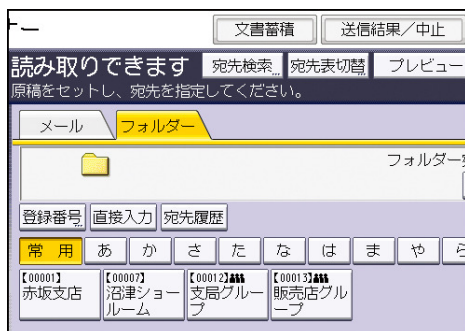 文書蓄積 送信結果／中止
読み取りできます 宛先検索 宛先表切替 プレビュー
原稿をセットし、宛先を指定してください。
メール フォルダー
フォルダー
登録番号 直接入力 宛先履歴
常用 あ か さ た な は ま や ら
【00001】 【00007】 【00012】 【00013】
赤坂支店 沼津ショー 支局グルー 販売店グル
ルーム プ ープ